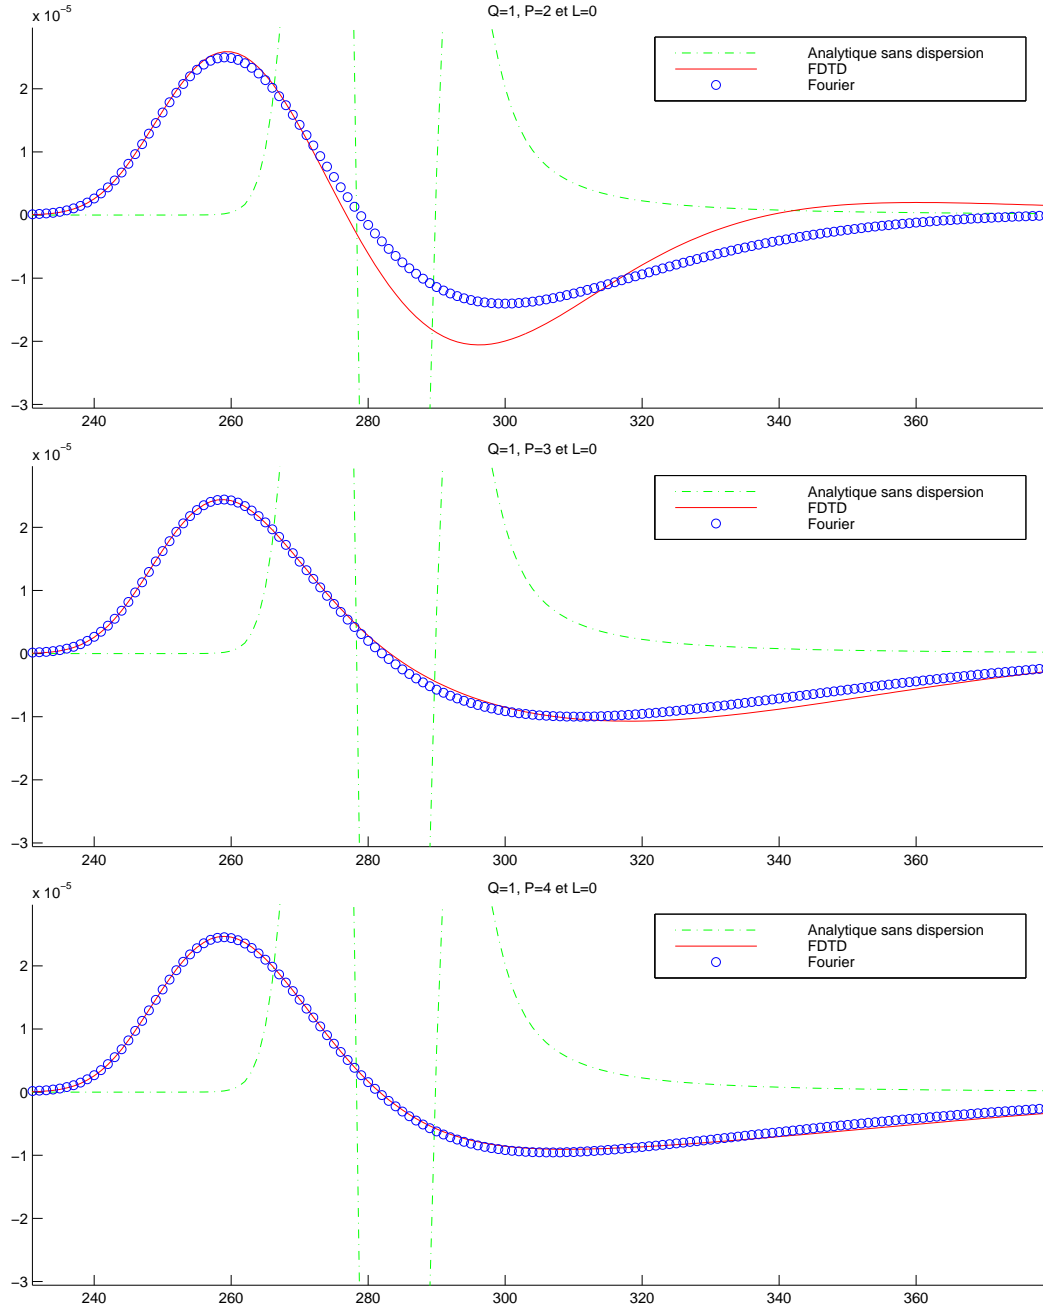 Q=1, P=2 et L=0
x 10^−5
Analytique sans dispersion
FDTD
Fourier
2
1
0
−1
−2
−3
240 260 280 300 320 340 360
Q=1, P=3 et L=0
x 10^−5
Analytique sans dispersion
FDTD
Fourier
2
1
0
−1
−2
−3
240 260 280 300 320 340 360
Q=1, P=4 et L=0
x 10^−5
Analytique sans dispersion
FDTD
Fourier
2
1
0
−1
−2
−3
240 260 280 300 320 340 360